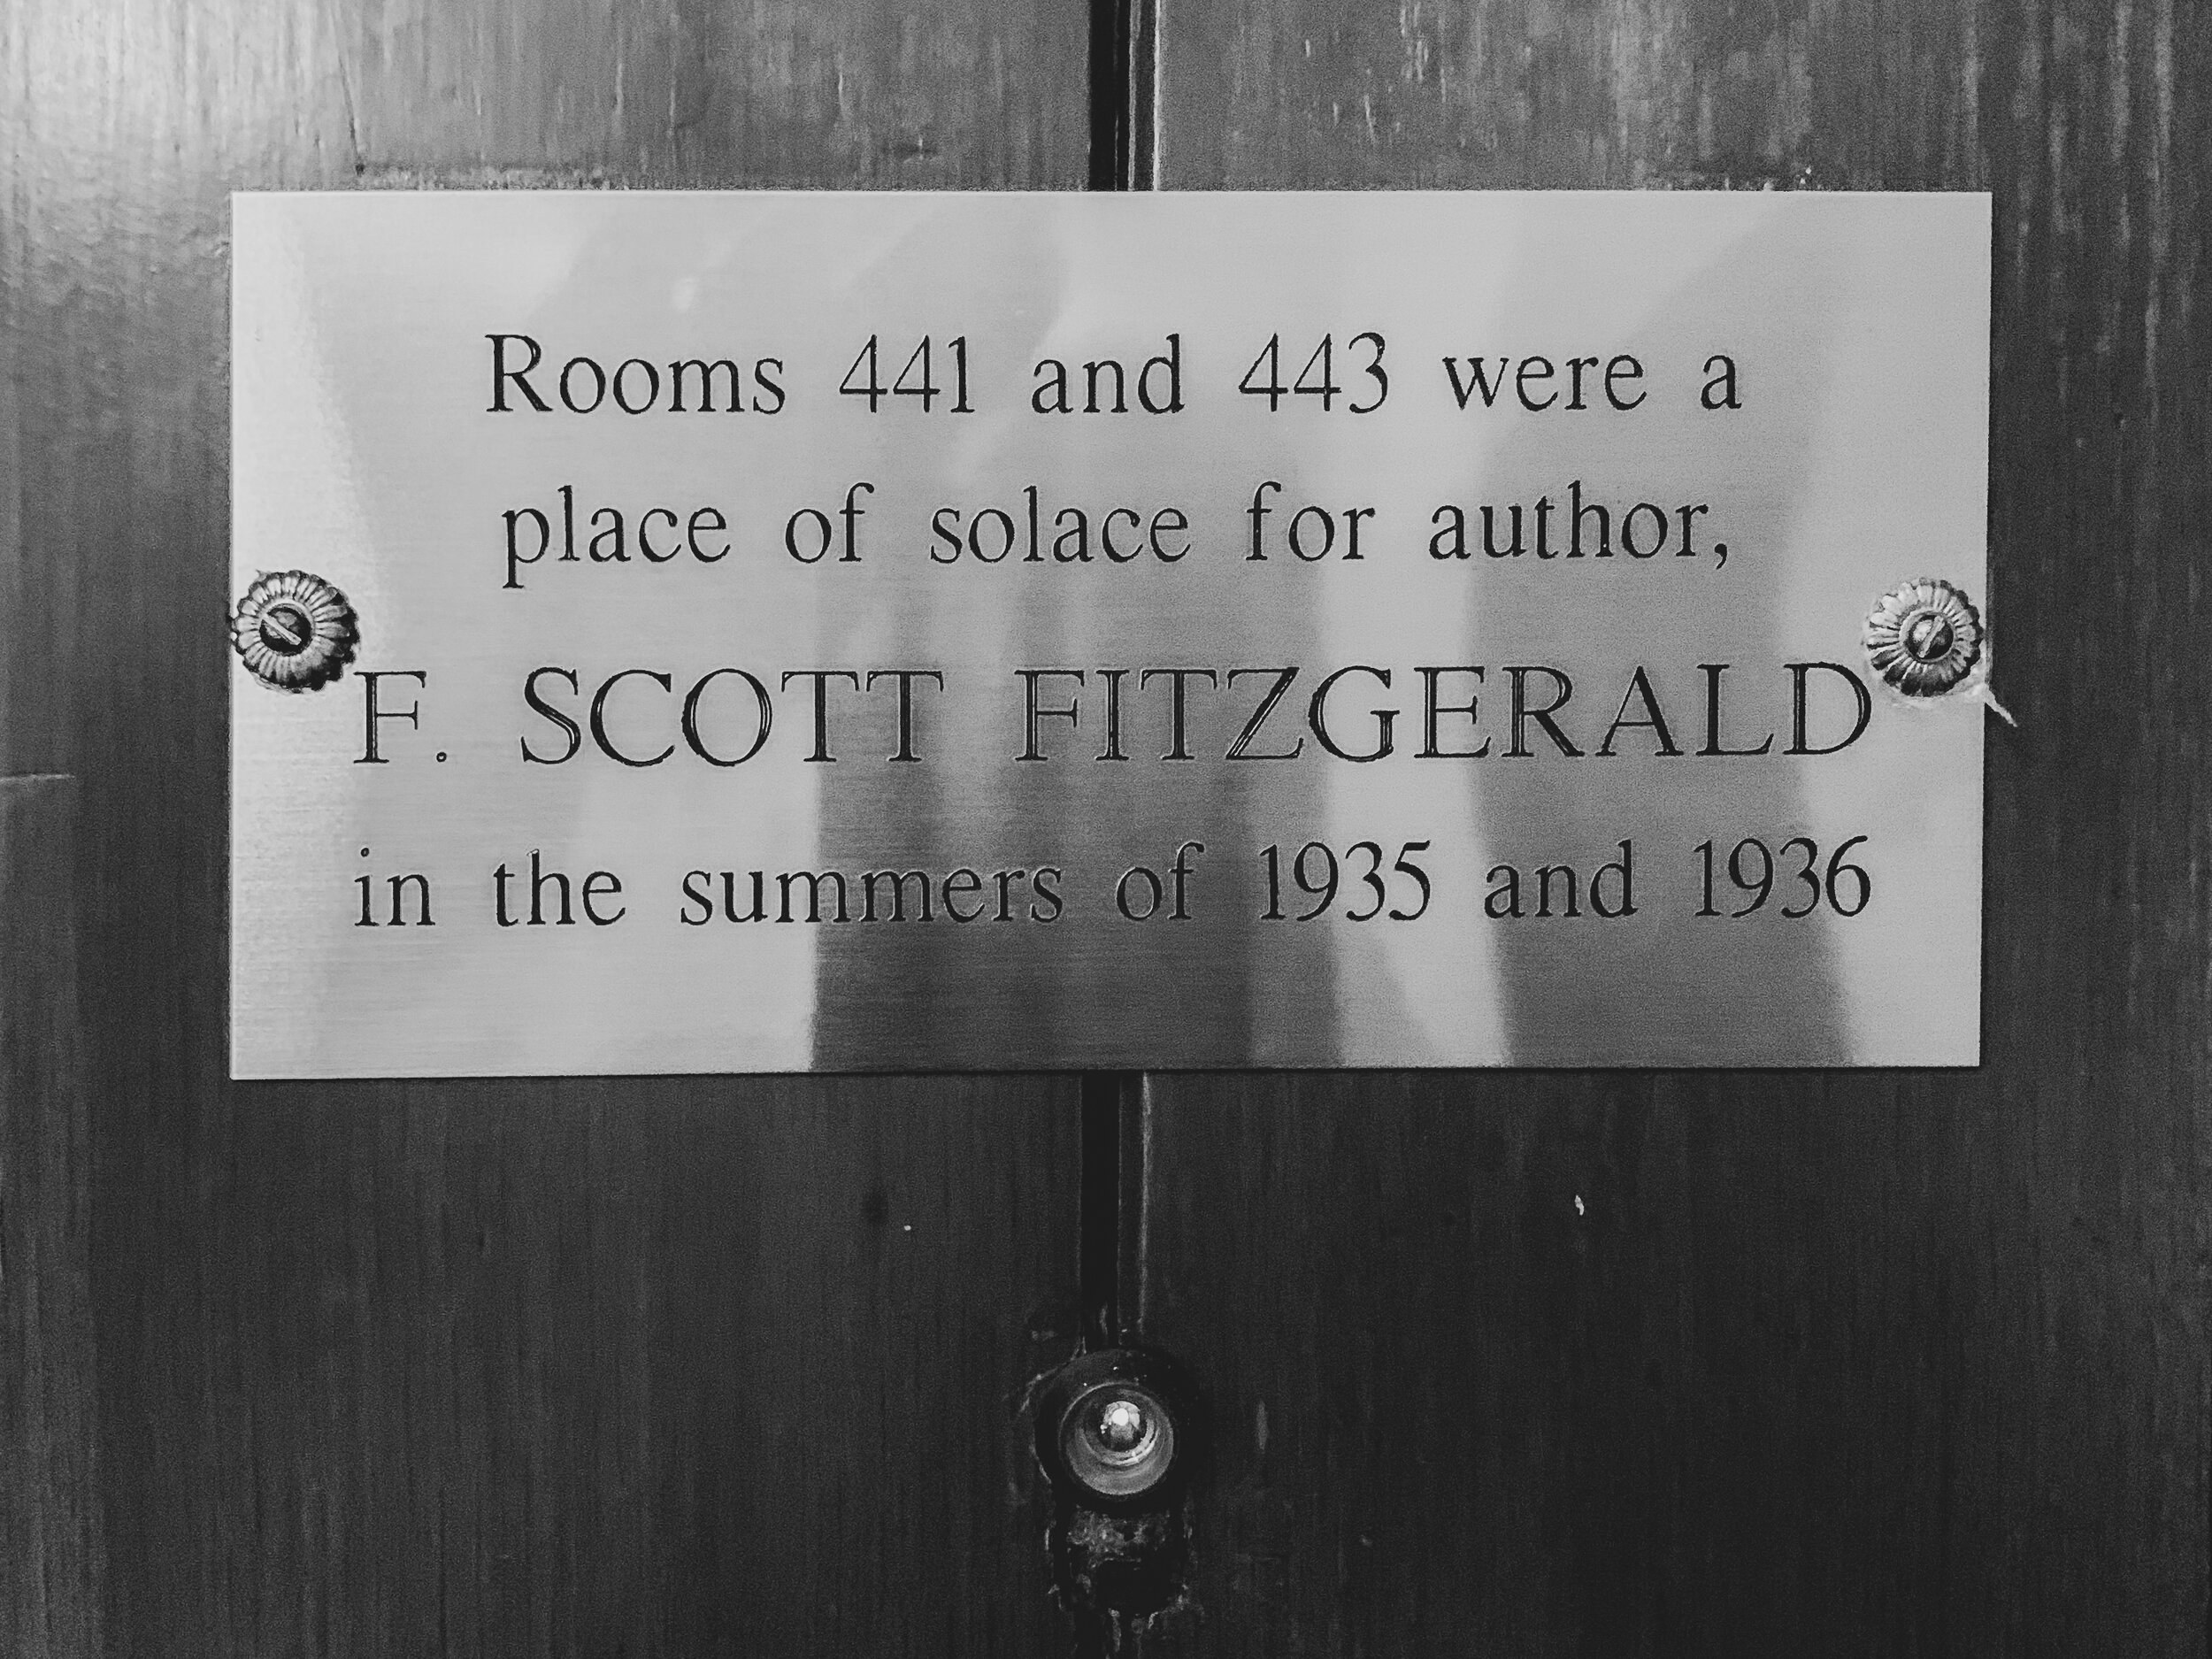 Rooms 441 and 443 were a
place of solace for author,
F. SCOTT FITZGERALD
in the summers of 1935 and 1936